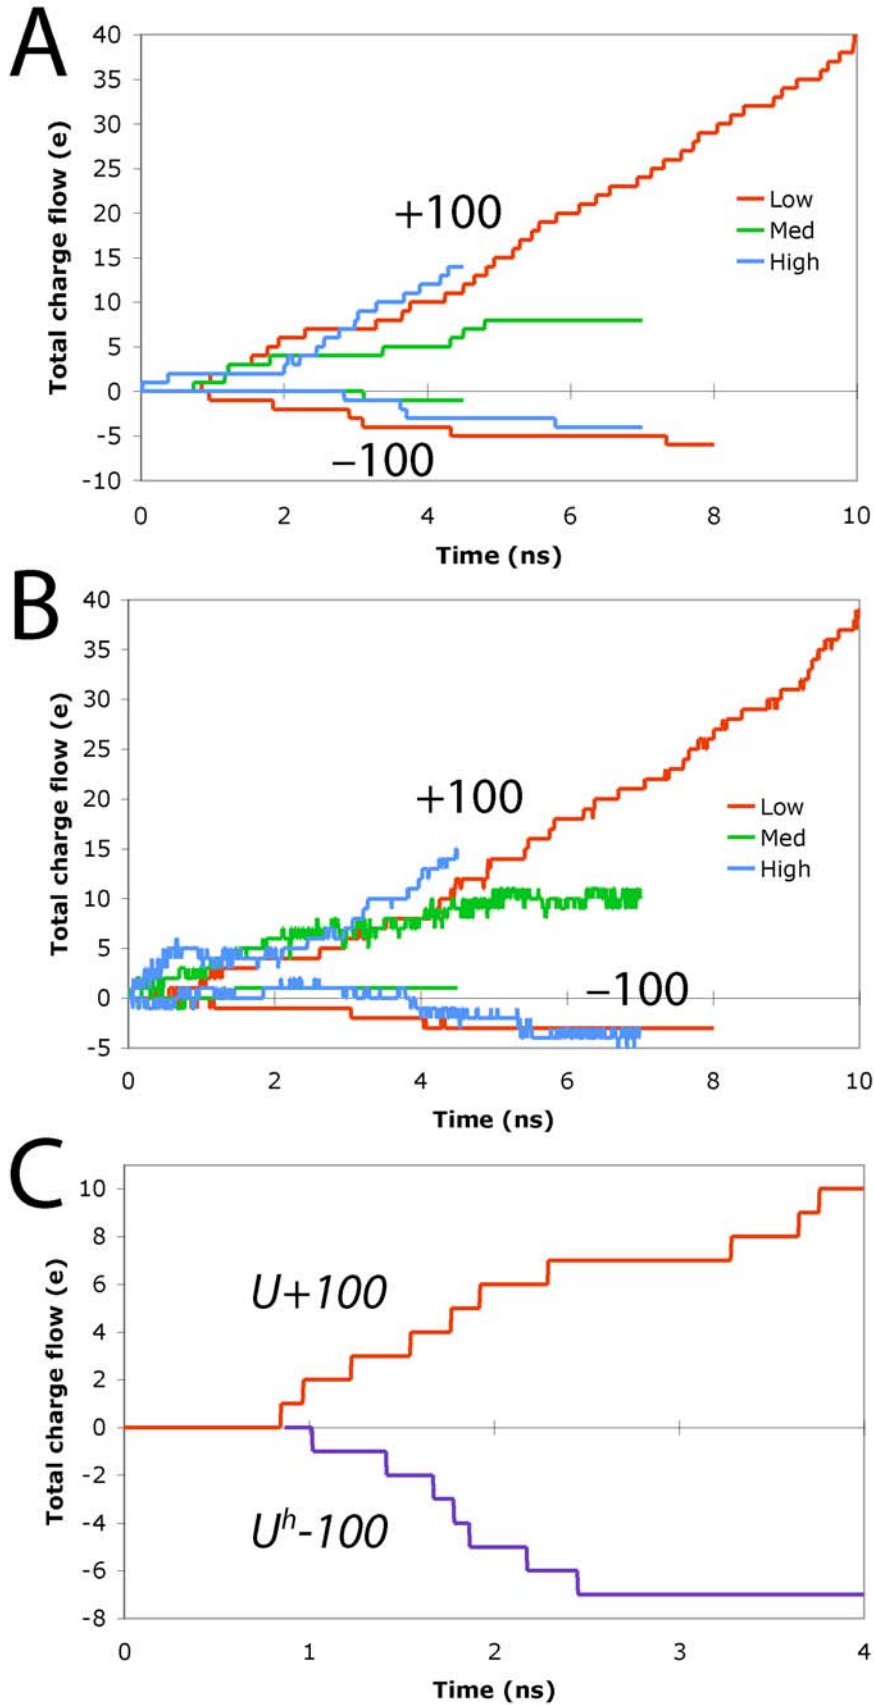 A
40
35
30
25
20
15
10
5
0
-5
-10
Total charge flow (e)
+100
−100
Low
Med
High
0 2 4 6 8 10
Time (ns)
B
40
35
30
25
20
15
10
5
0
-5
Total charge flow (e)
+100
−100
Low
Med
High
0 2 4 6 8 10
Time (ns)
C
10
8
6
4
2
0
-2
-4
-6
-8
Total charge flow (e)
U+100
Uʰ-100
0 1 2 3 4
Time (ns)